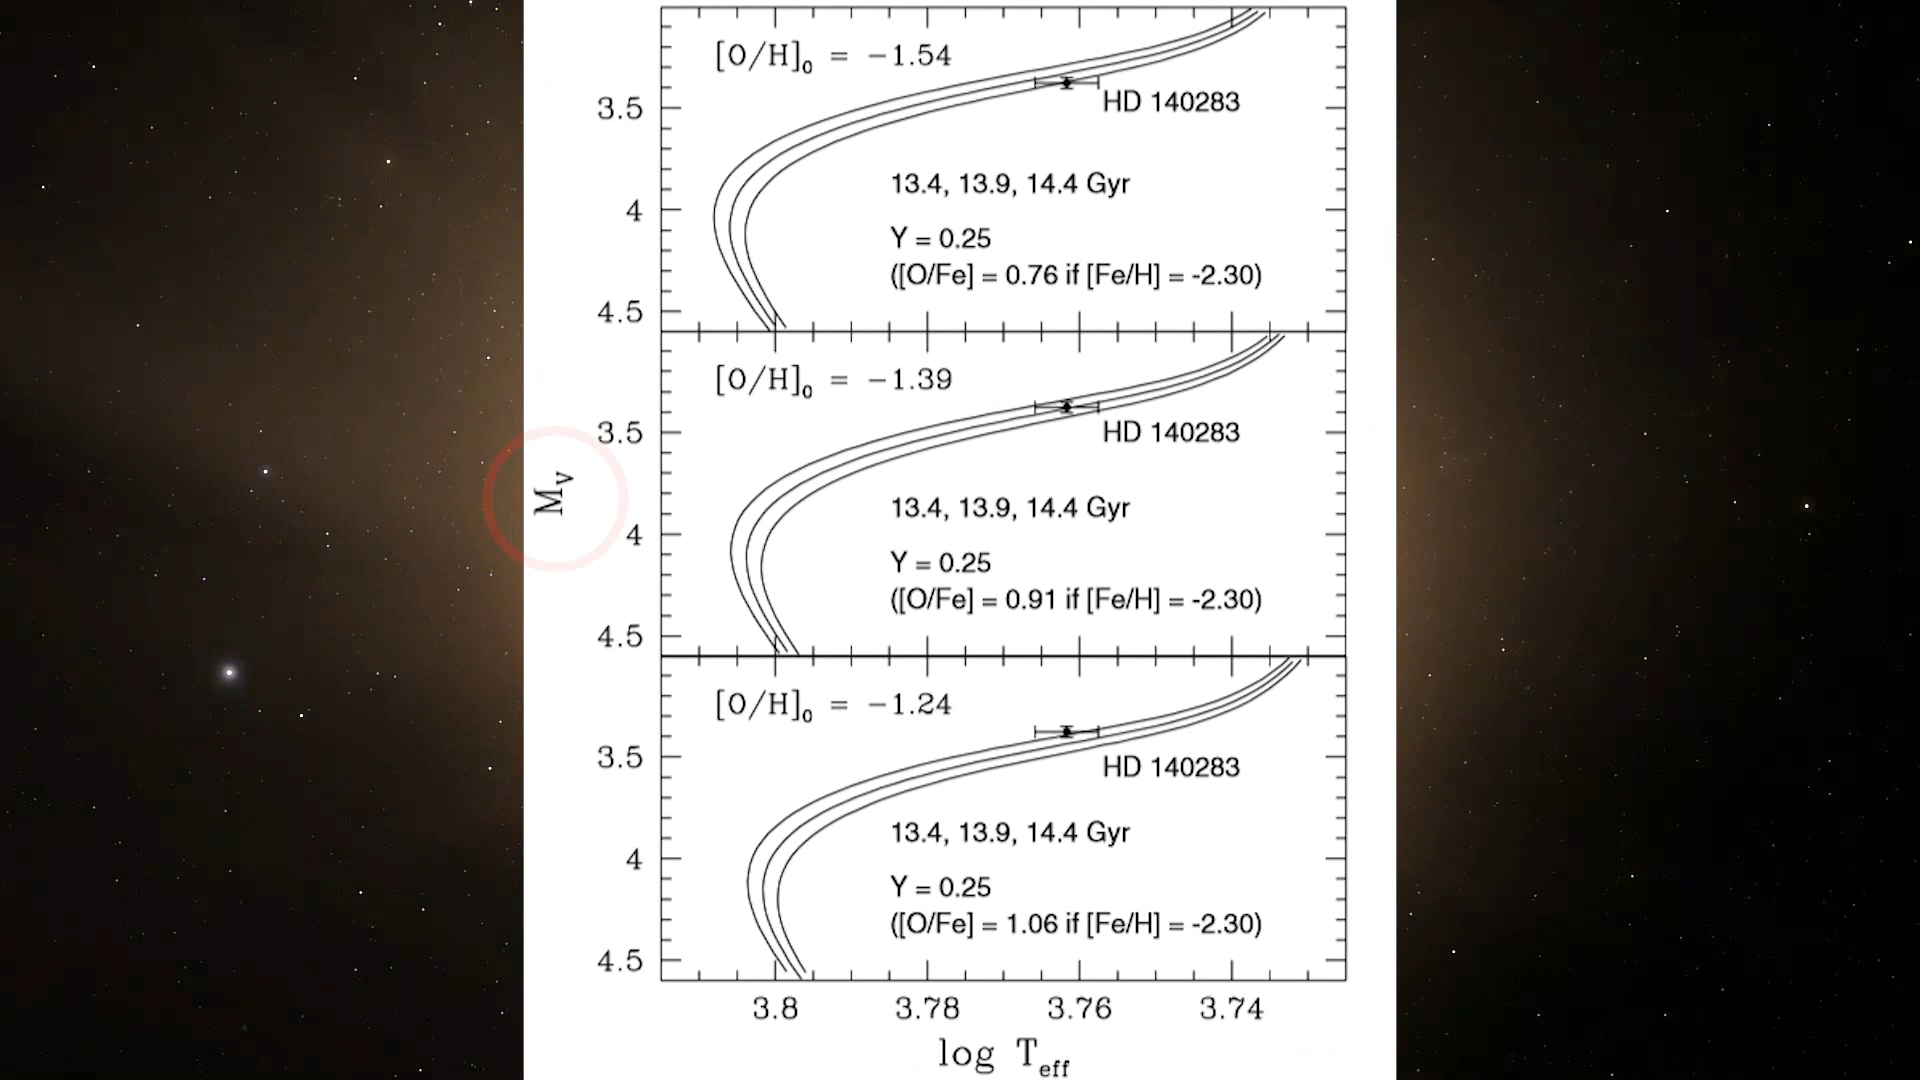 [O/H]₀ = −1.54
3.5
HD 140283
13.4, 13.9, 14.4 Gyr
4
Y = 0.25
([O/Fe] = 0.76 if [Fe/H] = -2.30)
4.5
[O/H]₀ = −1.39
3.5
HD 140283
M_V
13.4, 13.9, 14.4 Gyr
4
Y = 0.25
([O/Fe] = 0.91 if [Fe/H] = -2.30)
4.5
[O/H]₀ = −1.24
3.5
HD 140283
13.4, 13.9, 14.4 Gyr
4
Y = 0.25
([O/Fe] = 1.06 if [Fe/H] = -2.30)
4.5
3.8 3.78 3.76 3.74
log T_eff